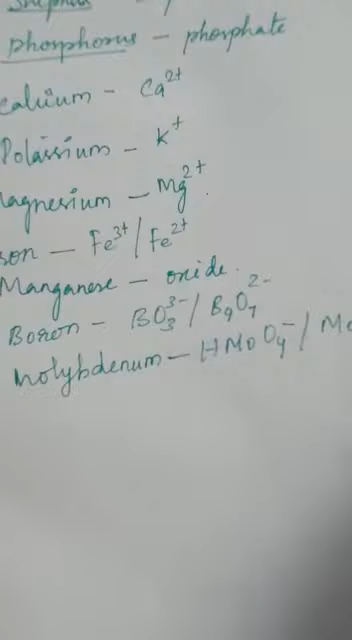 phosphorus - phosphate
calcium - Ca²⁺
Potassium - K⁺
Magnesium - Mg²⁺.
- Fe³⁺ / Fe²⁺
Manganese - oxide.
Boron - BO₃³⁻ / B₄O₇²⁻
Molybdenum - HMoO₄⁻ /